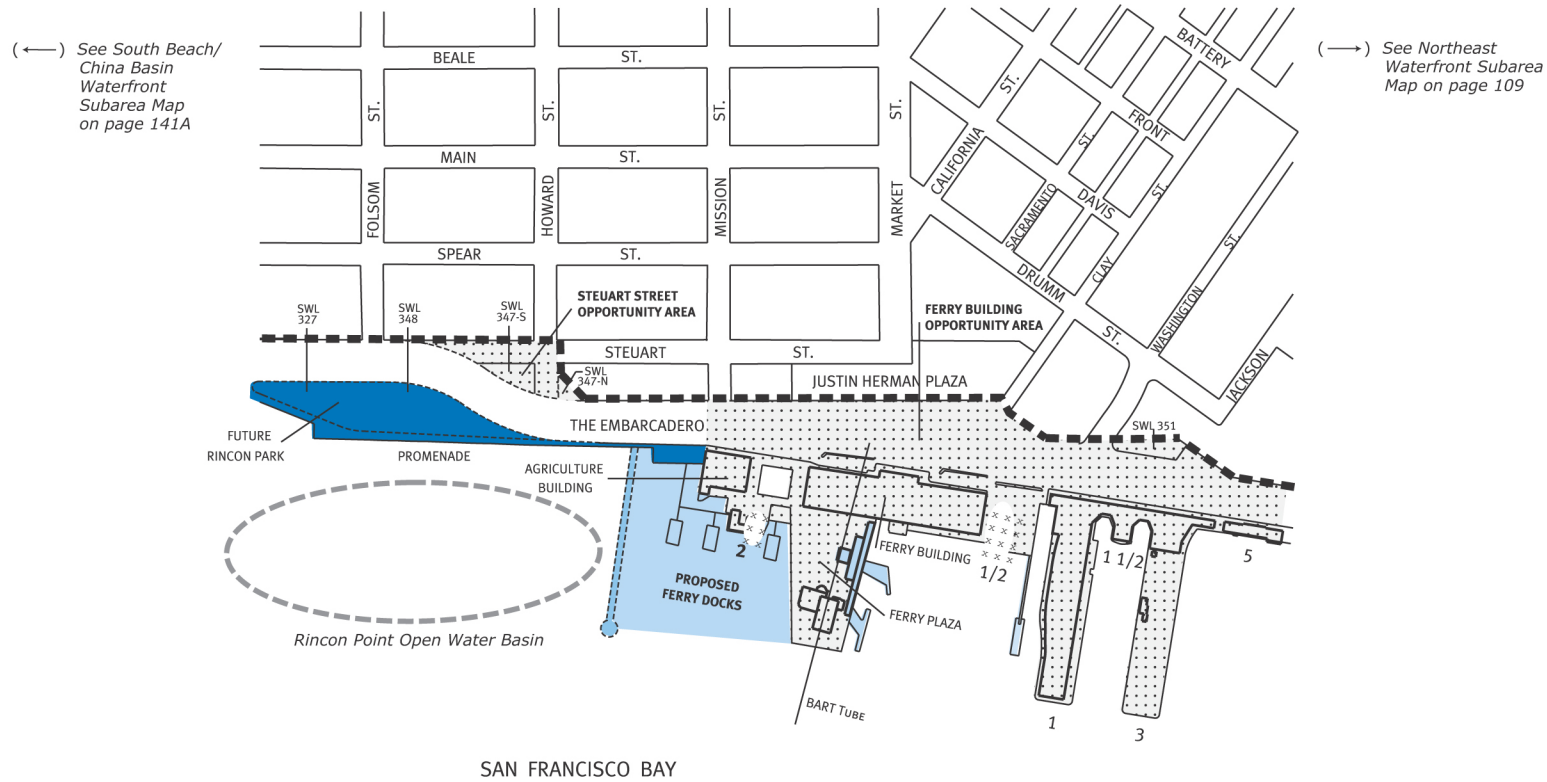 (←) See South Beach/
China Basin
Waterfront
Subarea Map
on page 141A
(→) See Northeast
Waterfront Subarea
Map on page 109
BEALE ST.
BATTERY
ST.
ST.
ST.
ST.
ST.
FRONT
ST.
MAIN ST.
CALIFORNIA
FOLSOM
HOWARD
MISSION
MARKET
SACRAMENTO
DAVIS
ST.
SPEAR ST.
DRUMM
CLAY
ST.
STEUART STREET
OPPORTUNITY AREA
FERRY BUILDING
OPPORTUNITY AREA
SWL
327
SWL
348
SWL
347-S
WASHINGTON
ST.
STEUART ST.
SWL
347-N
JUSTIN HERMAN PLAZA
JACKSON
THE EMBARCADERO
SWL 351
FUTURE
RINCON PARK
PROMENADE
AGRICULTURE
BUILDING
2
FERRY BUILDING
1/2
1 1/2
5
PROPOSED
FERRY DOCKS
FERRY PLAZA
Rincon Point Open Water Basin
BART TUBE
1
3
SAN FRANCISCO BAY